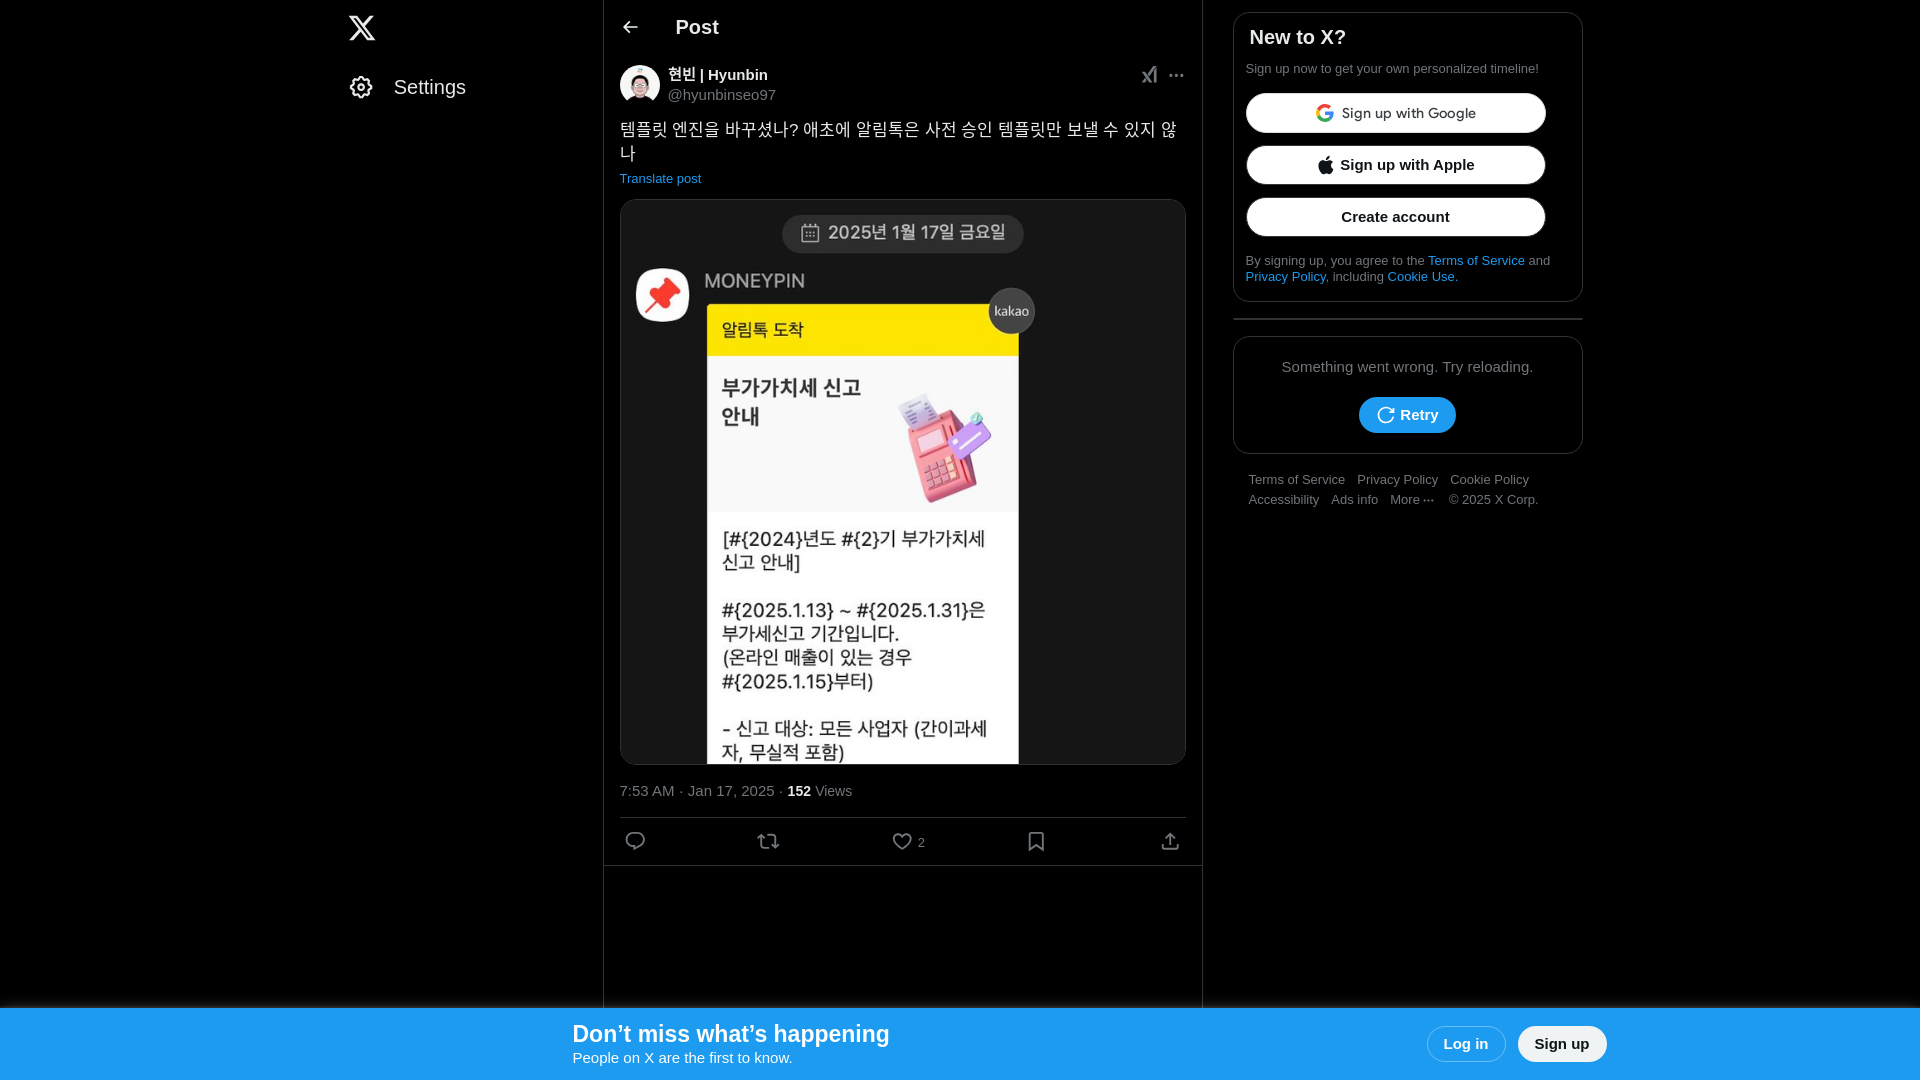 Settings
Post
현빈 | Hyunbin
@hyunbinseo97
템플릿 엔진을 바꾸셨나? 애초에 알림톡은 사전 승인 템플릿만 보낼 수 있지 않
나
Translate post
2025년 1월 17일 금요일
MONEYPIN
kakao
알림톡 도착
부가가치세 신고
안내
[#{2024}년도 #{2}기 부가가치세
신고 안내]
#{2025.1.13} ~ #{2025.1.31}은
부가세신고 기간입니다.
(온라인 매출이 있는 경우
#{2025.1.15}부터)
- 신고 대상: 모든 사업자 (간이과세
자, 무실적 포함)
7:53 AM · Jan 17, 2025 · 152 Views
2
New to X?
Sign up now to get your own personalized timeline!
Sign up with Google
Sign up with Apple
Create account
By signing up, you agree to the Terms of Service and
Privacy Policy, including Cookie Use.
Something went wrong. Try reloading.
Retry
Terms of Service Privacy Policy Cookie Policy
Accessibility Ads info More ··· © 2025 X Corp.
Don’t miss what’s happening
People on X are the first to know.
Log in
Sign up